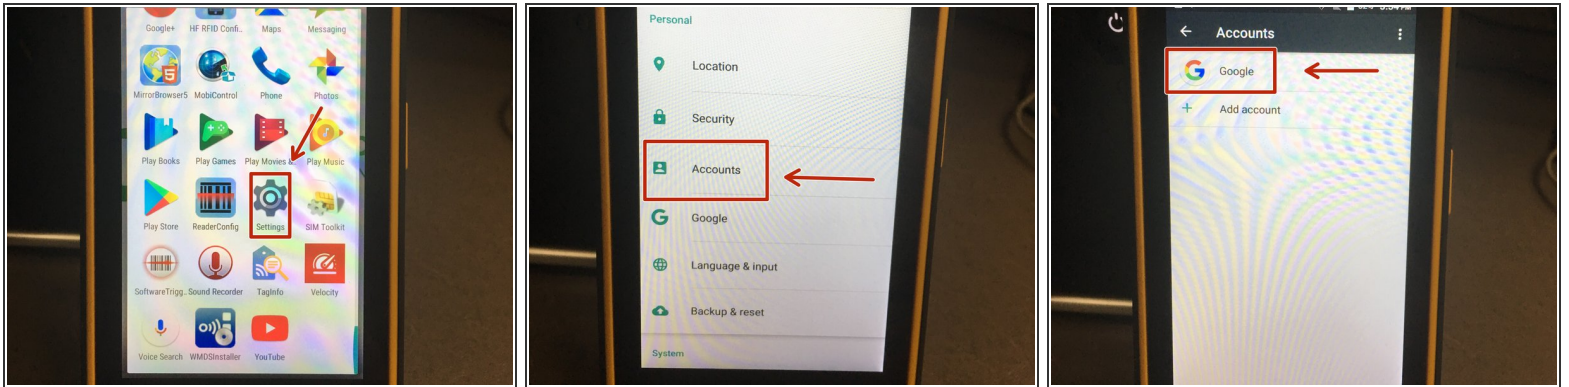 Google+ HF RFID Confi.. Maps Messaging
MirrorBrowser5 MobiControl Phone Photos
Play Books Play Games Play Movies &.. Play Music
Play Store ReaderConfig Settings SIM Toolkit
SoftwareTrigg.. Sound Recorder TagInfo Velocity
Voice Search WMDSInstaller YouTube
Personal
Location
Security
Accounts
Google
Language & input
Backup & reset
System
Accounts
Google
Add account